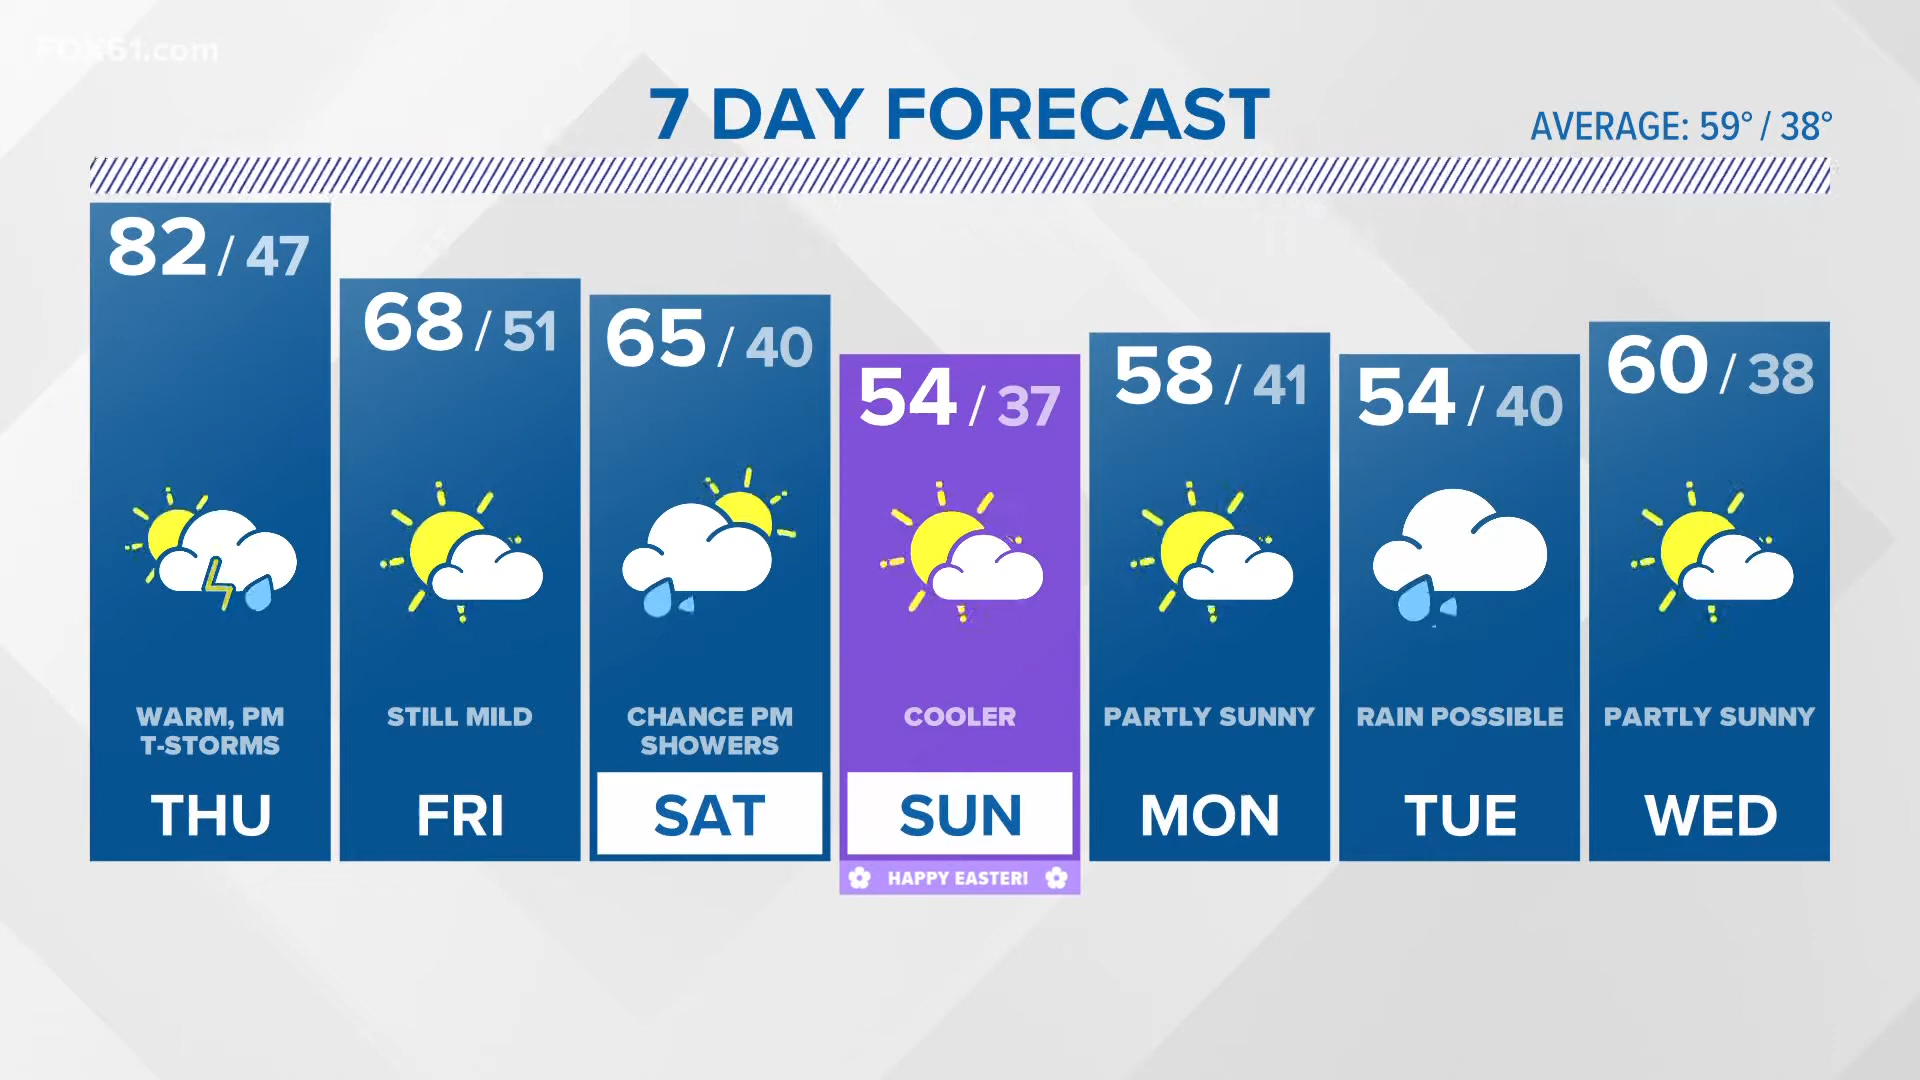 FOX61.com
7 DAY FORECAST
AVERAGE: 59° / 38°
82 / 47
WARM, PM
T-STORMS
THU
68 / 51
STILL MILD
FRI
65 / 40
CHANCE PM
SHOWERS
SAT
54 / 37
COOLER
SUN
HAPPY EASTER!
58 / 41
PARTLY SUNNY
MON
54 / 40
RAIN POSSIBLE
TUE
60 / 38
PARTLY SUNNY
WED